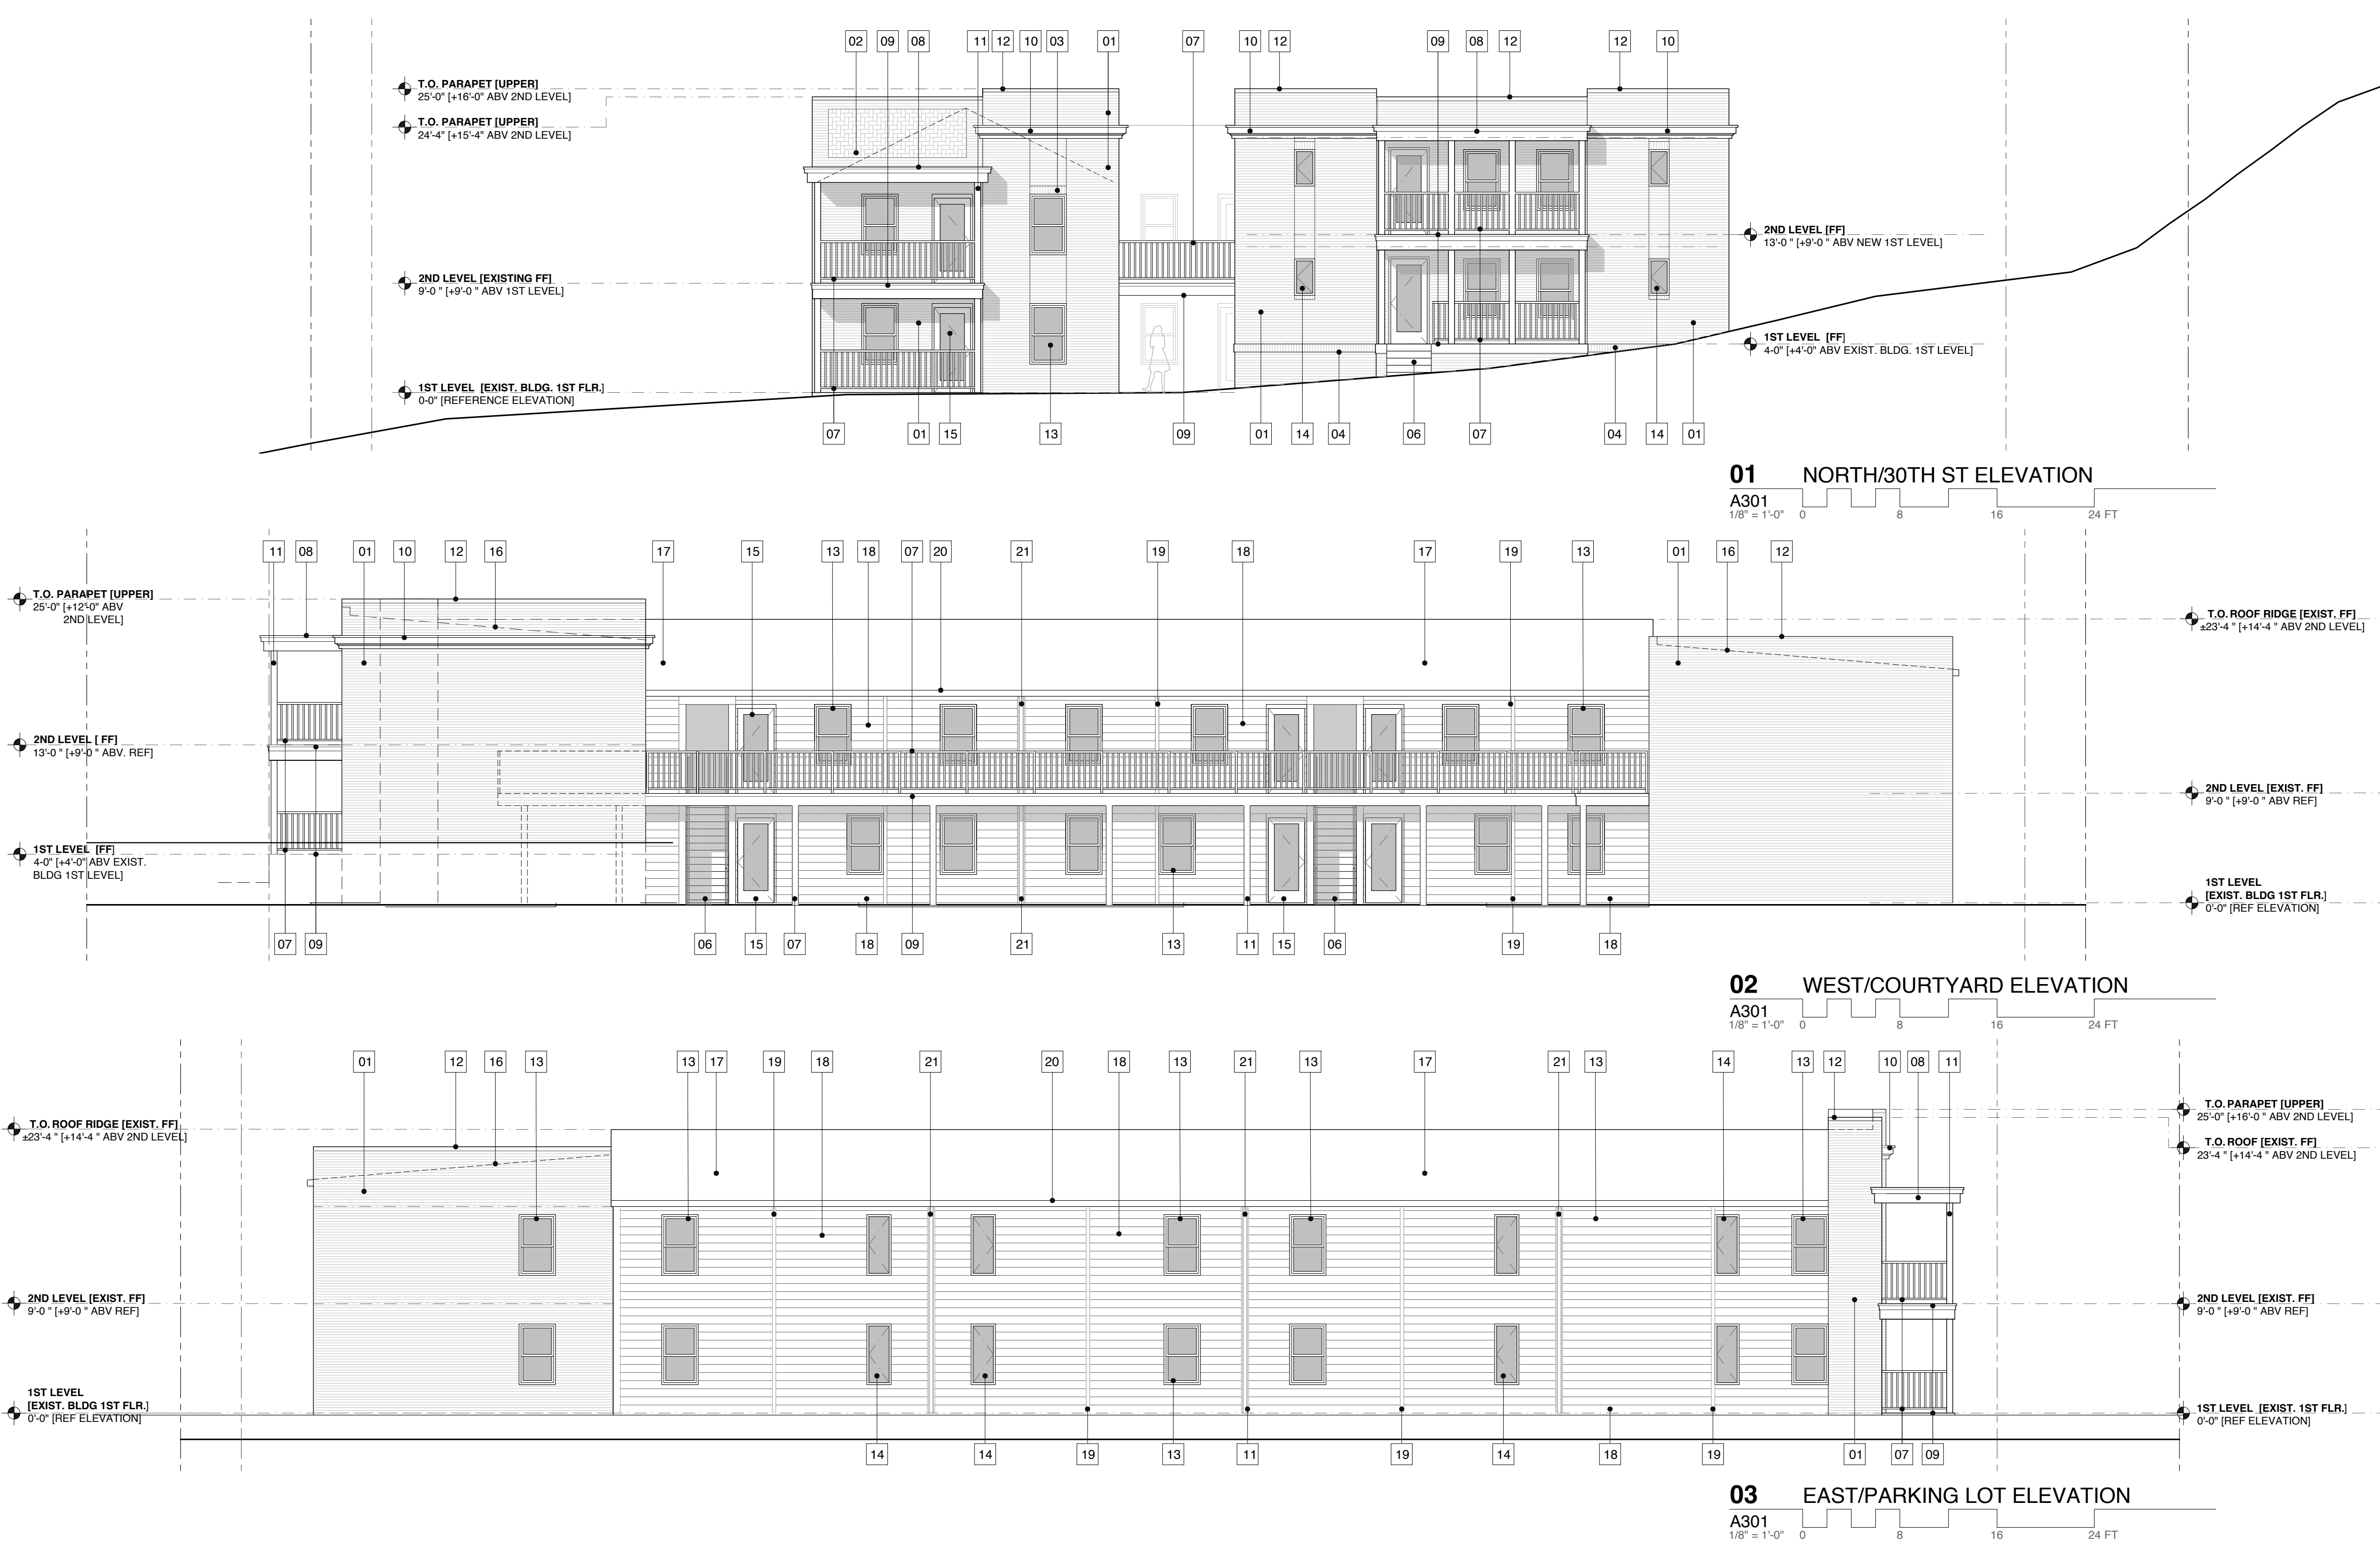 02 09 08 11 12 10 03 01 07 10 12 09 08 12 12 10
T.O. PARAPET [UPPER]
25'-0" [+16'-0" ABV 2ND LEVEL]
T.O. PARAPET [UPPER]
24'-4" [+15'-4" ABV 2ND LEVEL]
2ND LEVEL [FF]
13'-0 " [+9'-0 " ABV NEW 1ST LEVEL]
2ND LEVEL [EXISTING FF]
9'-0 " [+9'-0 " ABV 1ST LEVEL]
1ST LEVEL [FF]
4-0" [+4'-0" ABV EXIST. BLDG. 1ST LEVEL]
1ST LEVEL [EXIST. BLDG. 1ST FLR.]
0-0" [REFERENCE ELEVATION]
07 01 15 13 09 01 14 04 06 07 04 14 01
01 NORTH/30TH ST ELEVATION
A301
1/8" = 1'-0" 0 8 16 24 FT
11 08 01 10 12 16 17 15 13 18 07 20 21 19 18 17 19 13 01 16 12
T.O. PARAPET [UPPER]
25'-0" [+12'-0" ABV
2ND LEVEL]
T.O. ROOF RIDGE [EXIST. FF]
±23'-4 " [+14'-4 " ABV 2ND LEVEL]
2ND LEVEL [ FF]
13'-0 " [+9'-0 " ABV. REF]
2ND LEVEL [EXIST. FF]
9'-0 " [+9'-0 " ABV REF]
1ST LEVEL [FF]
4-0" [+4'-0" ABV EXIST.
BLDG 1ST LEVEL]
1ST LEVEL
[EXIST. BLDG 1ST FLR.]
0'-0" [REF ELEVATION]
07 09 06 15 07 18 09 21 13 11 15 06 19 18
02 WEST/COURTYARD ELEVATION
A301
1/8" = 1'-0" 0 8 16 24 FT
01 12 16 13 13 17 19 18 21 20 18 13 21 13 17 21 13 14 13 12 10 08 11
T.O. ROOF RIDGE [EXIST. FF]
±23'-4 " [+14'-4 " ABV 2ND LEVEL]
T.O. PARAPET [UPPER]
25'-0" [+16'-0 " ABV 2ND LEVEL]
T.O. ROOF [EXIST. FF]
23'-4 " [+14'-4 " ABV 2ND LEVEL]
2ND LEVEL [EXIST. FF]
9'-0 " [+9'-0 " ABV REF]
2ND LEVEL [EXIST. FF]
9'-0 " [+9'-0 " ABV REF]
1ST LEVEL
[EXIST. BLDG 1ST FLR.]
0'-0" [REF ELEVATION]
1ST LEVEL [EXIST. 1ST FLR.]
0'-0" [REF ELEVATION]
14 14 19 13 11 19 14 18 19 01 07 09
03 EAST/PARKING LOT ELEVATION
A301
1/8" = 1'-0" 0 8 16 24 FT